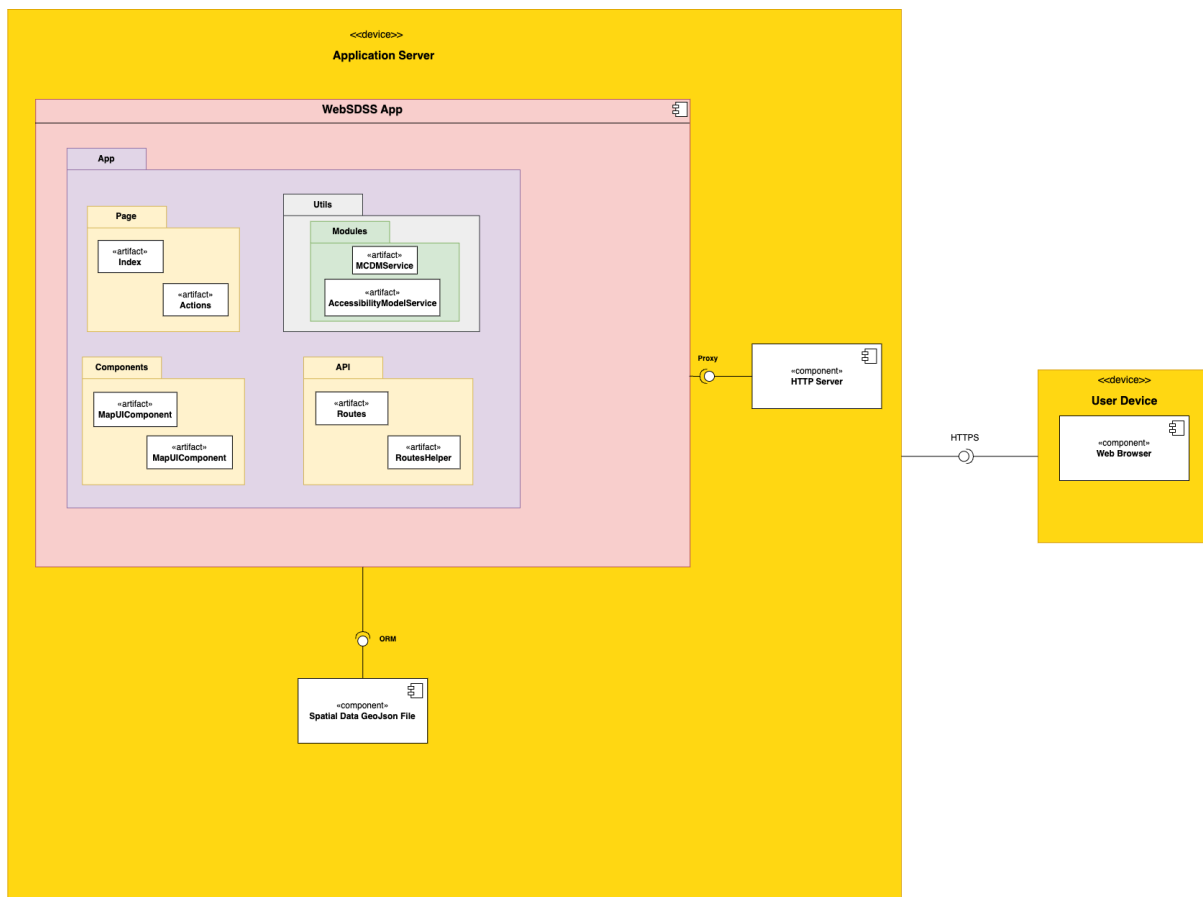 <<device>>
Application Server
WebSDSS App
App
Page
«artifact»
Index
«artifact»
Actions
Utils
Modules
«artifact»
MCDMService
«artifact»
AccessibilityModelService
Components
«artifact»
MapUIComponent
«artifact»
MapUIComponent
API
«artifact»
Routes
«artifact»
RoutesHelper
Proxy
«component»
HTTP Server
HTTPS
<<device>>
User Device
«component»
Web Browser
ORM
«component»
Spatial Data GeoJson File